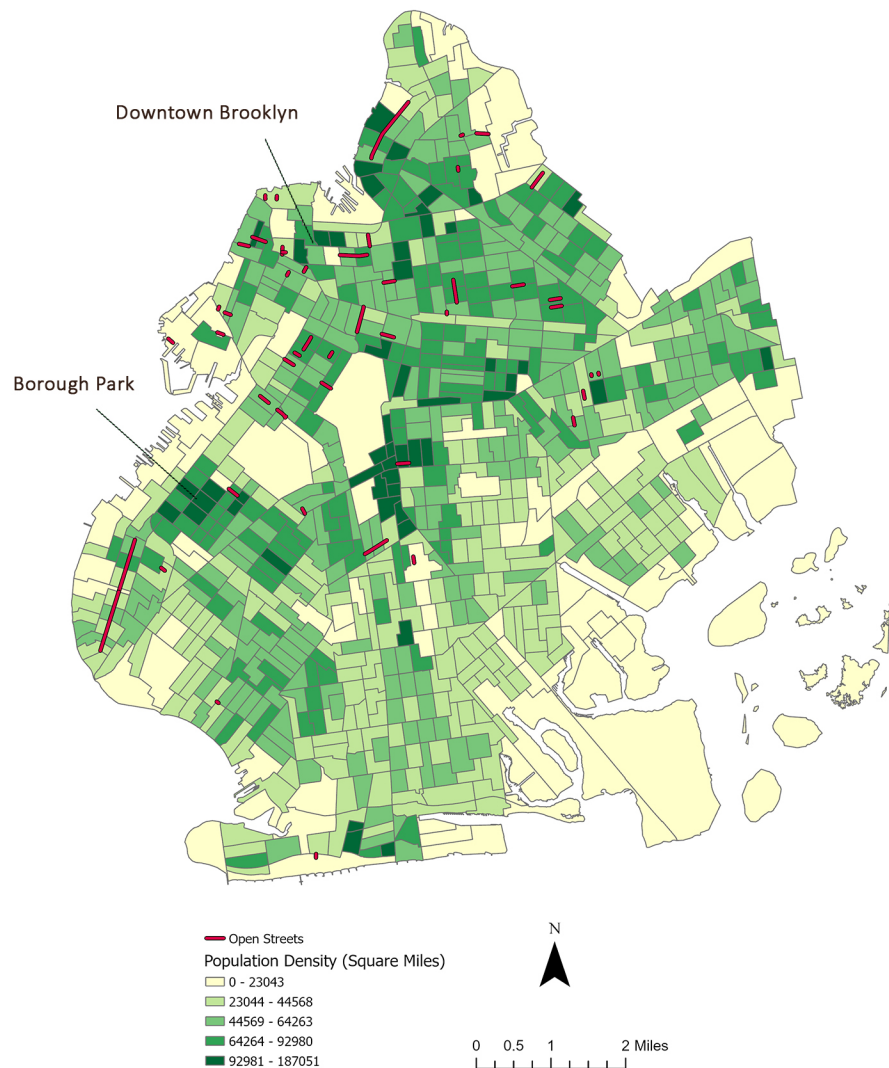 Downtown Brooklyn
Borough Park
Open Streets
Population Density (Square Miles)
0 - 23043
23044 - 44568
44569 - 64263
64264 - 92980
92981 - 187051
N
0 0.5 1 2 Miles